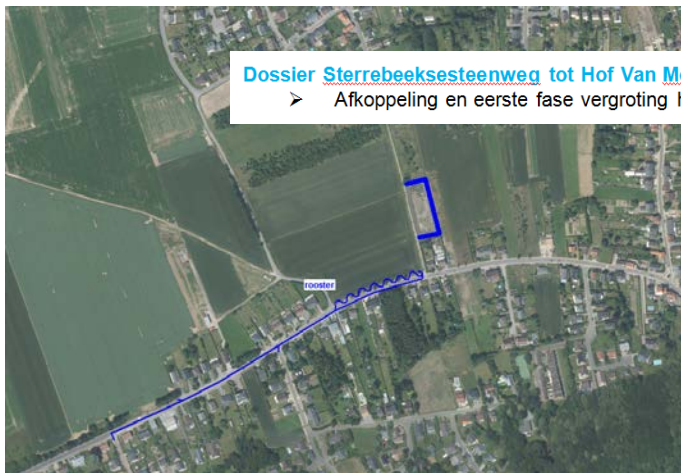 Dossier Sterrebeeksesteenweg tot Hof Van
➤ Afkoppeling en eerste fase vergroting
rooster